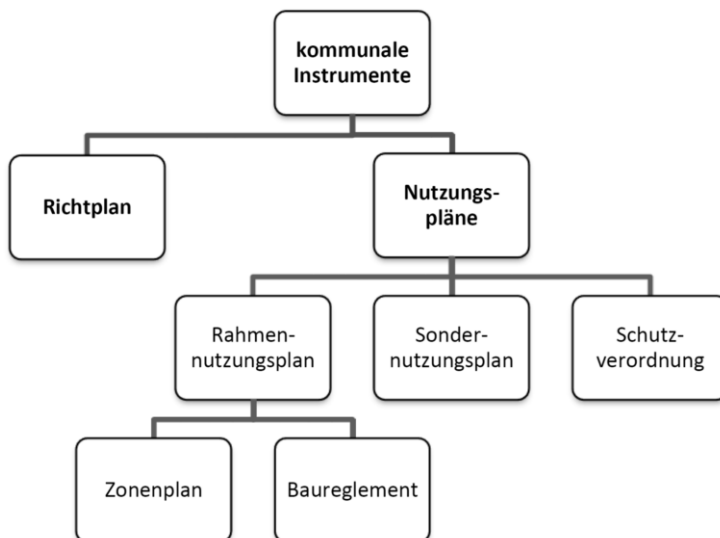 kommunale
Instrumente
Richtplan
Nutzungs-
pläne
Rahmen-
nutzungsplan
Sonder-
nutzungsplan
Schutz-
verordnung
Zonenplan
Baureglement